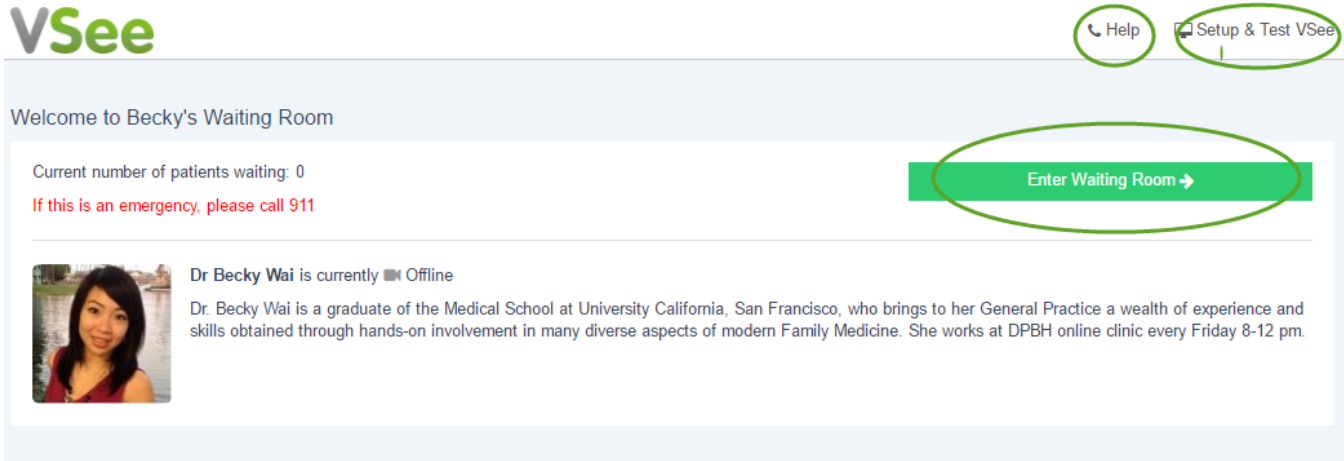 VSee
Help
Setup & Test VSee
Welcome to Becky's Waiting Room
Current number of patients waiting: 0
Enter Waiting Room
If this is an emergency, please call 911
Dr Becky Wai is currently Offline
Dr. Becky Wai is a graduate of the Medical School at University California, San Francisco, who brings to her General Practice a wealth of experience and
skills obtained through hands-on involvement in many diverse aspects of modern Family Medicine. She works at DPBH online clinic every Friday 8-12 pm.